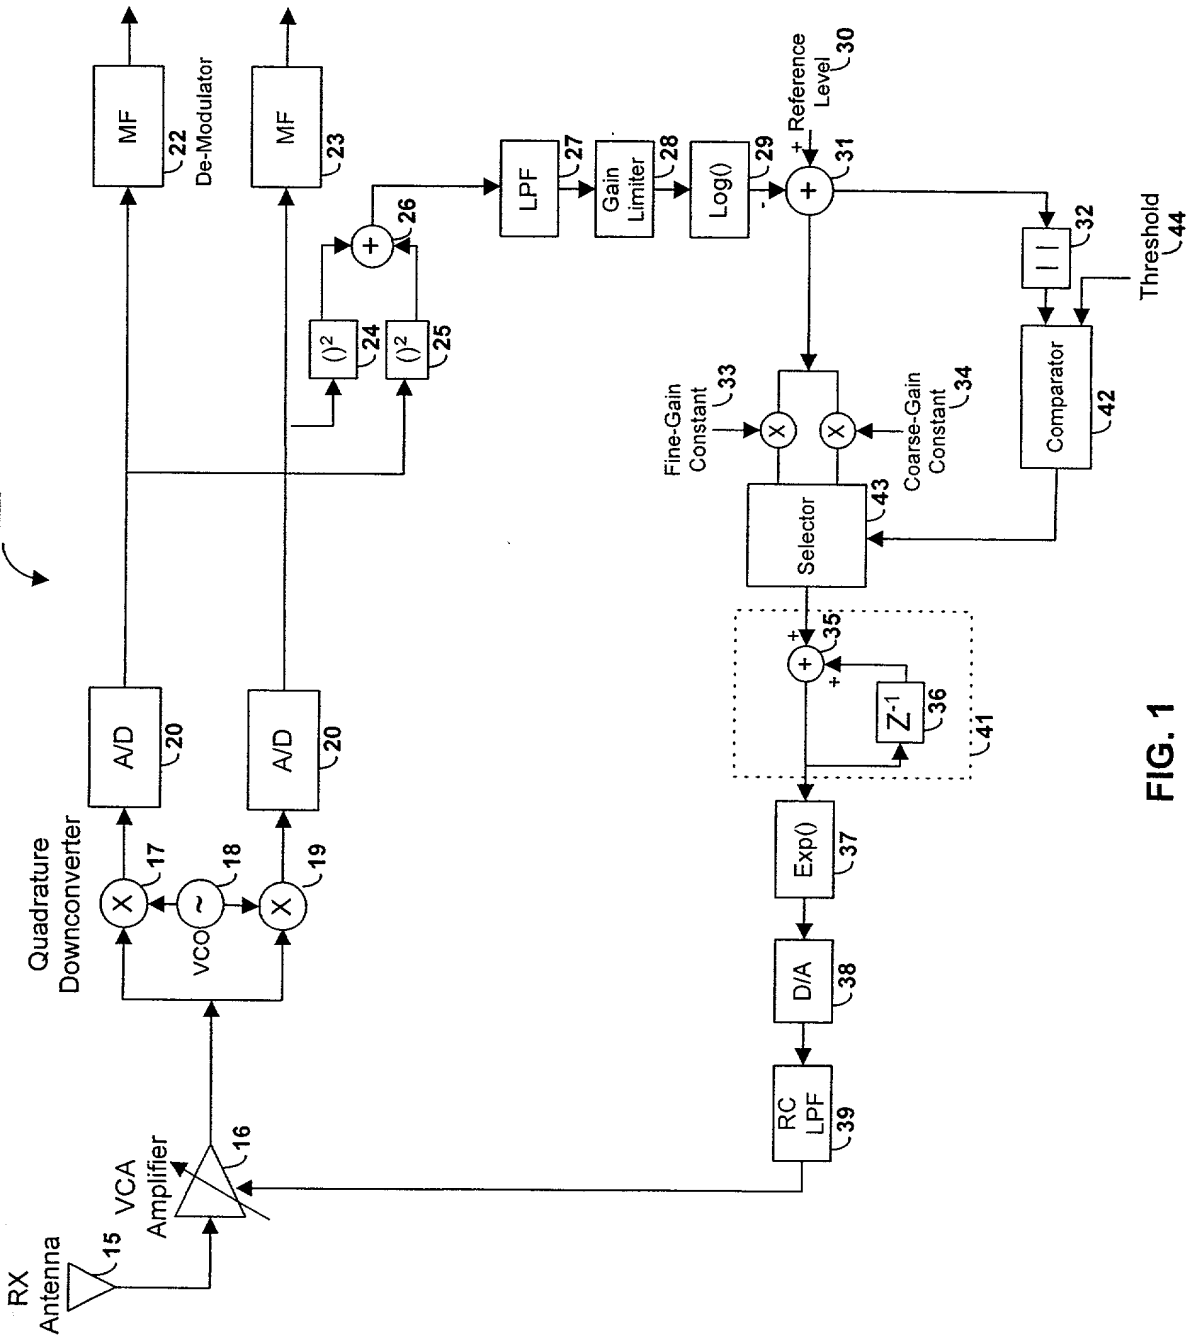 RX
Antenna
15
VCA
Amplifier
16
Quadrature
Downconverter
X
17
~
18
VCO
X
19
A/D
20
A/D
20
MF
22
De-Modulator
MF
23
()²
24
()²
25
+
26
LPF
27
Gain
Limiter
28
Log()
29
+ Reference
Level
30
+
31
| |
32
Threshold
44
Comparator
42
Fine-Gain
Constant
33
X
X
Coarse-Gain
Constant
34
Selector
43
+
+
35
+
Z⁻¹
36
41
Exp()
37
D/A
38
RC
LPF
39
FIG. 1